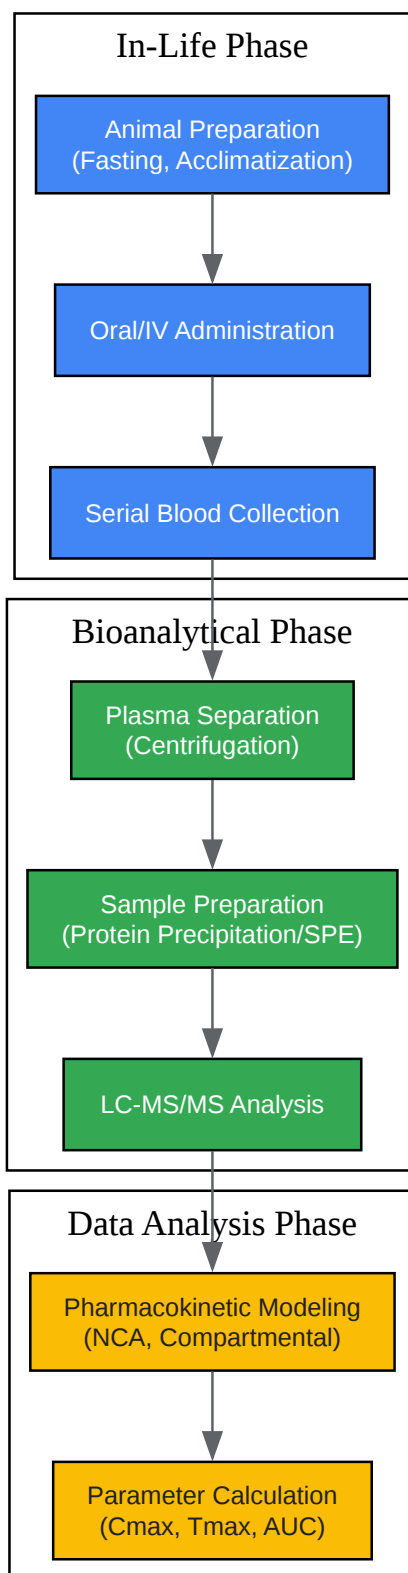 In-Life Phase
Animal Preparation
(Fasting, Acclimatization)
Oral/IV Administration
Serial Blood Collection
Bioanalytical Phase
Plasma Separation
(Centrifugation)
Sample Preparation
(Protein Precipitation/SPE)
LC-MS/MS Analysis
Data Analysis Phase
Pharmacokinetic Modeling
(NCA, Compartmental)
Parameter Calculation
(Cmax, Tmax, AUC)